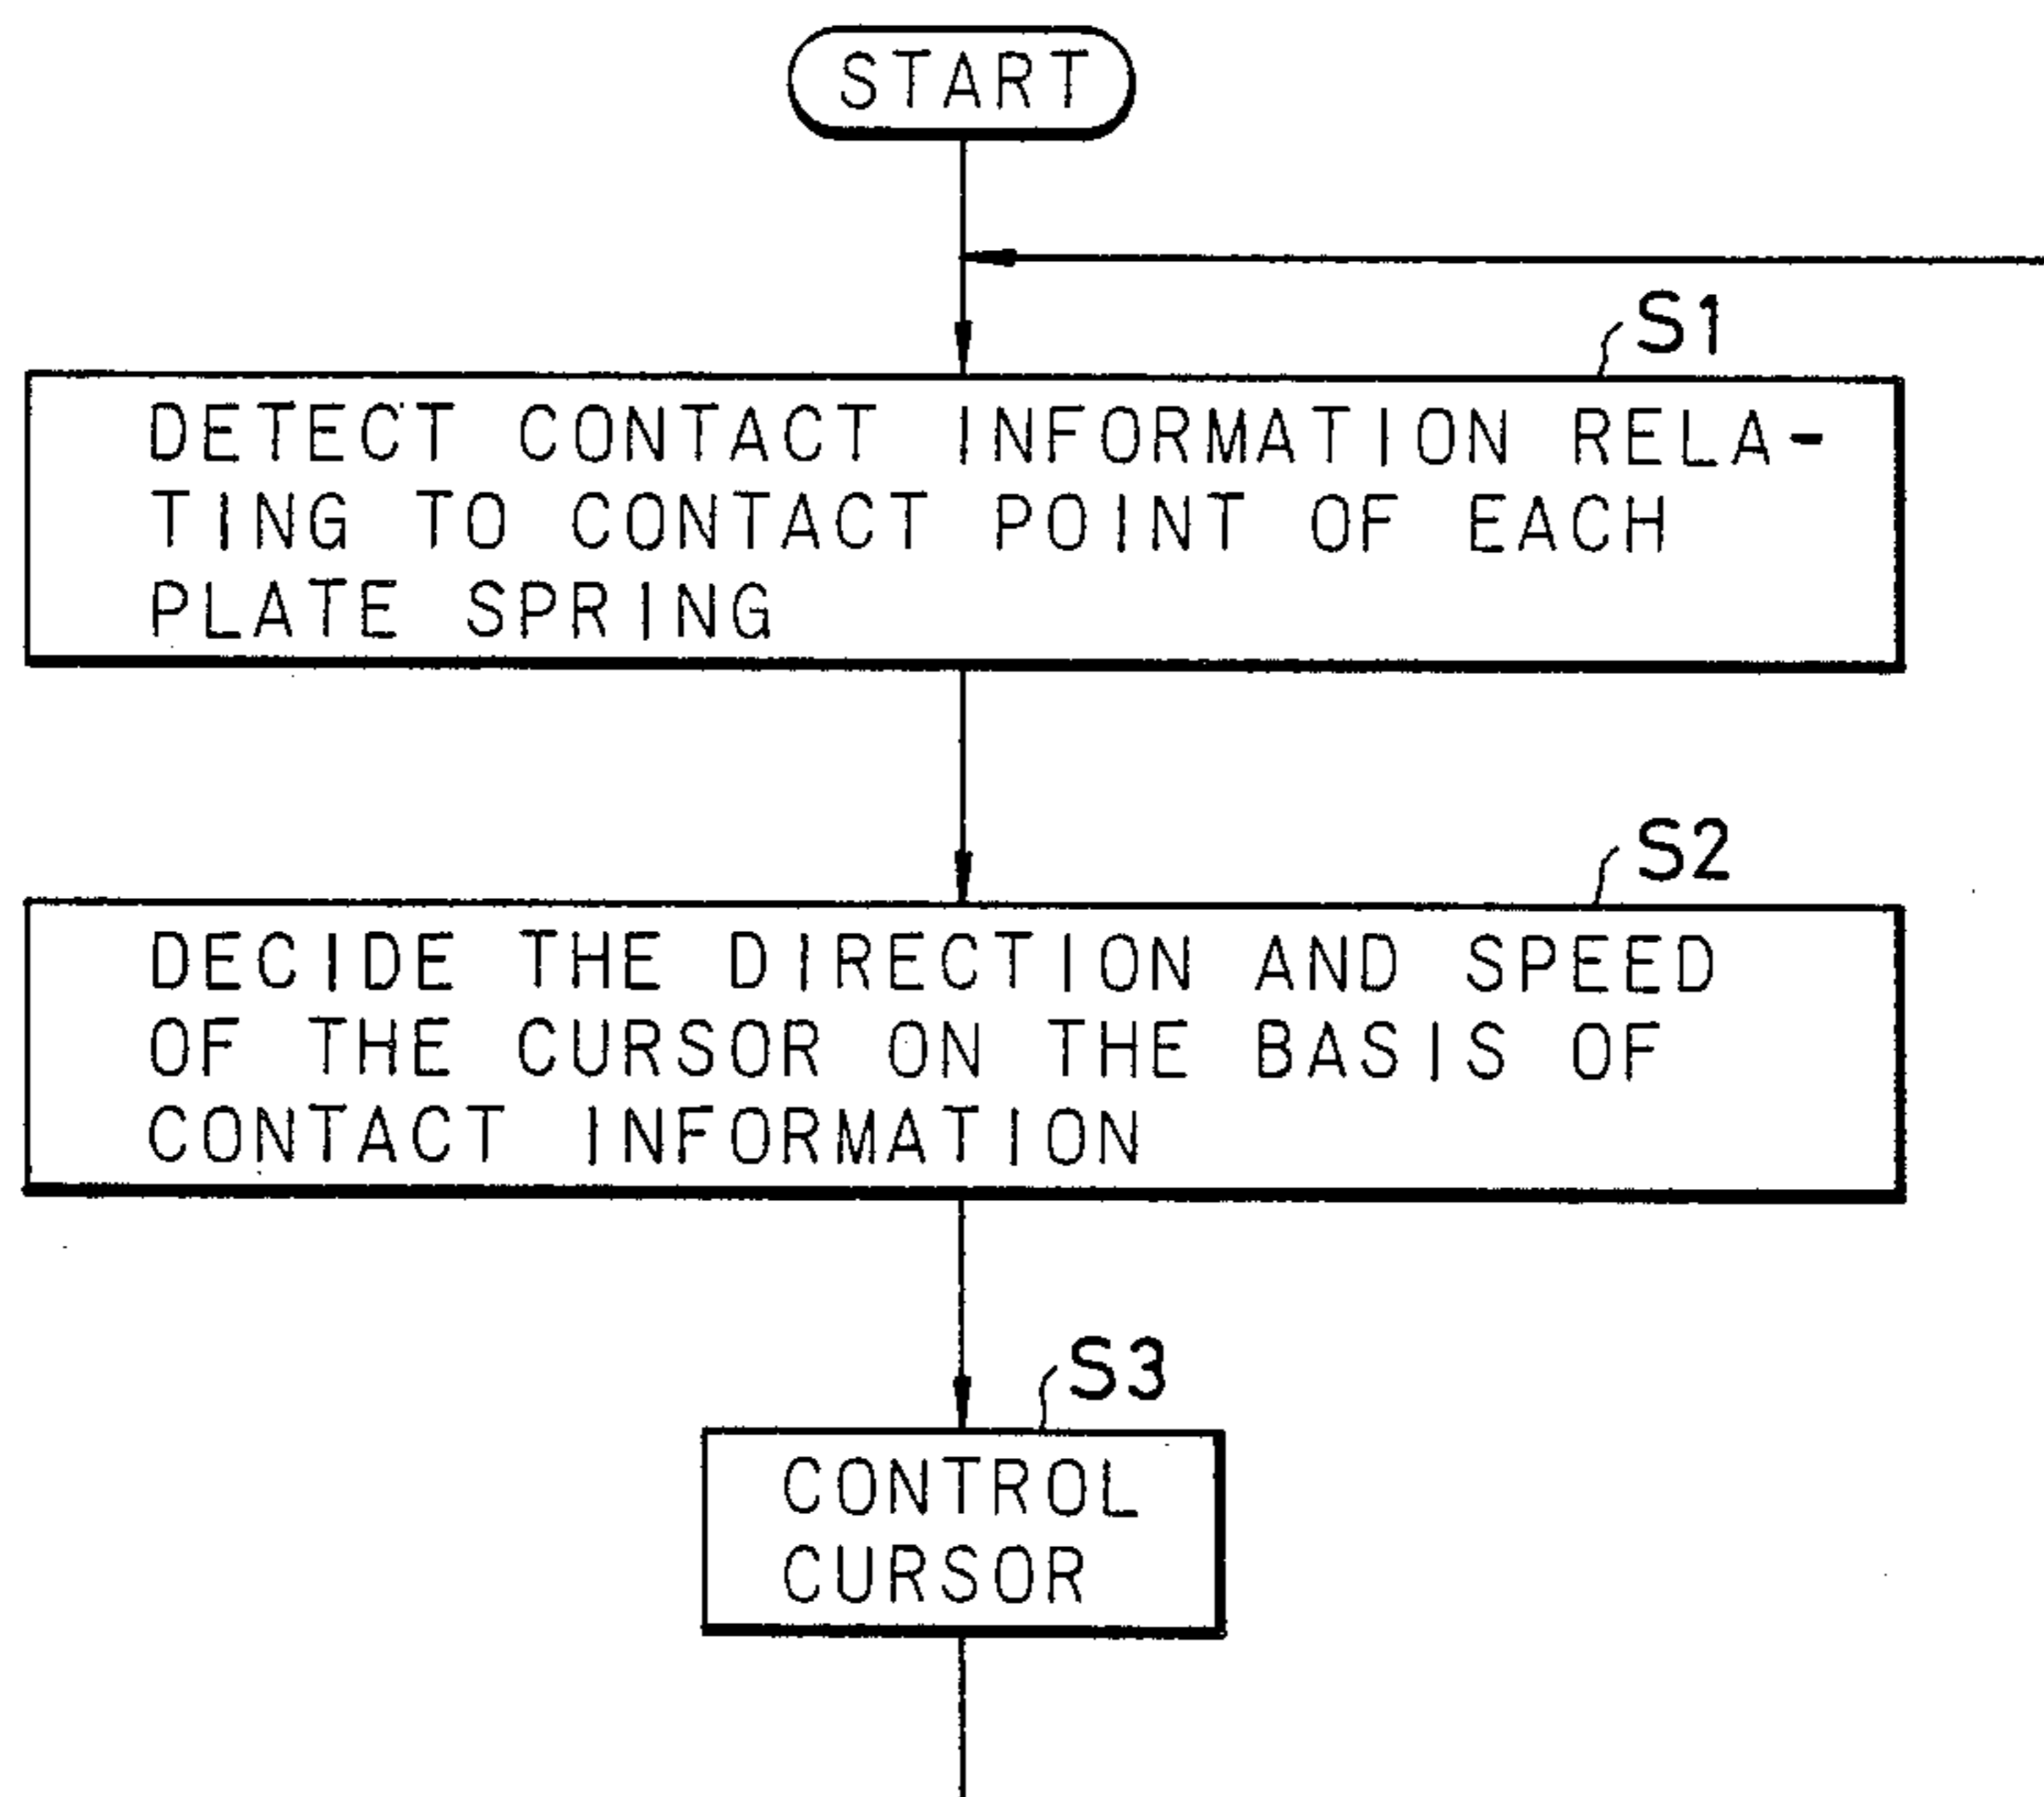 START
S1
DETECT CONTACT INFORMATION RELA-
TING TO CONTACT POINT OF EACH
PLATE SPRING
S2
DECIDE THE DIRECTION AND SPEED
OF THE CURSOR ON THE BASIS OF
CONTACT INFORMATION
S3
CONTROL
CURSOR